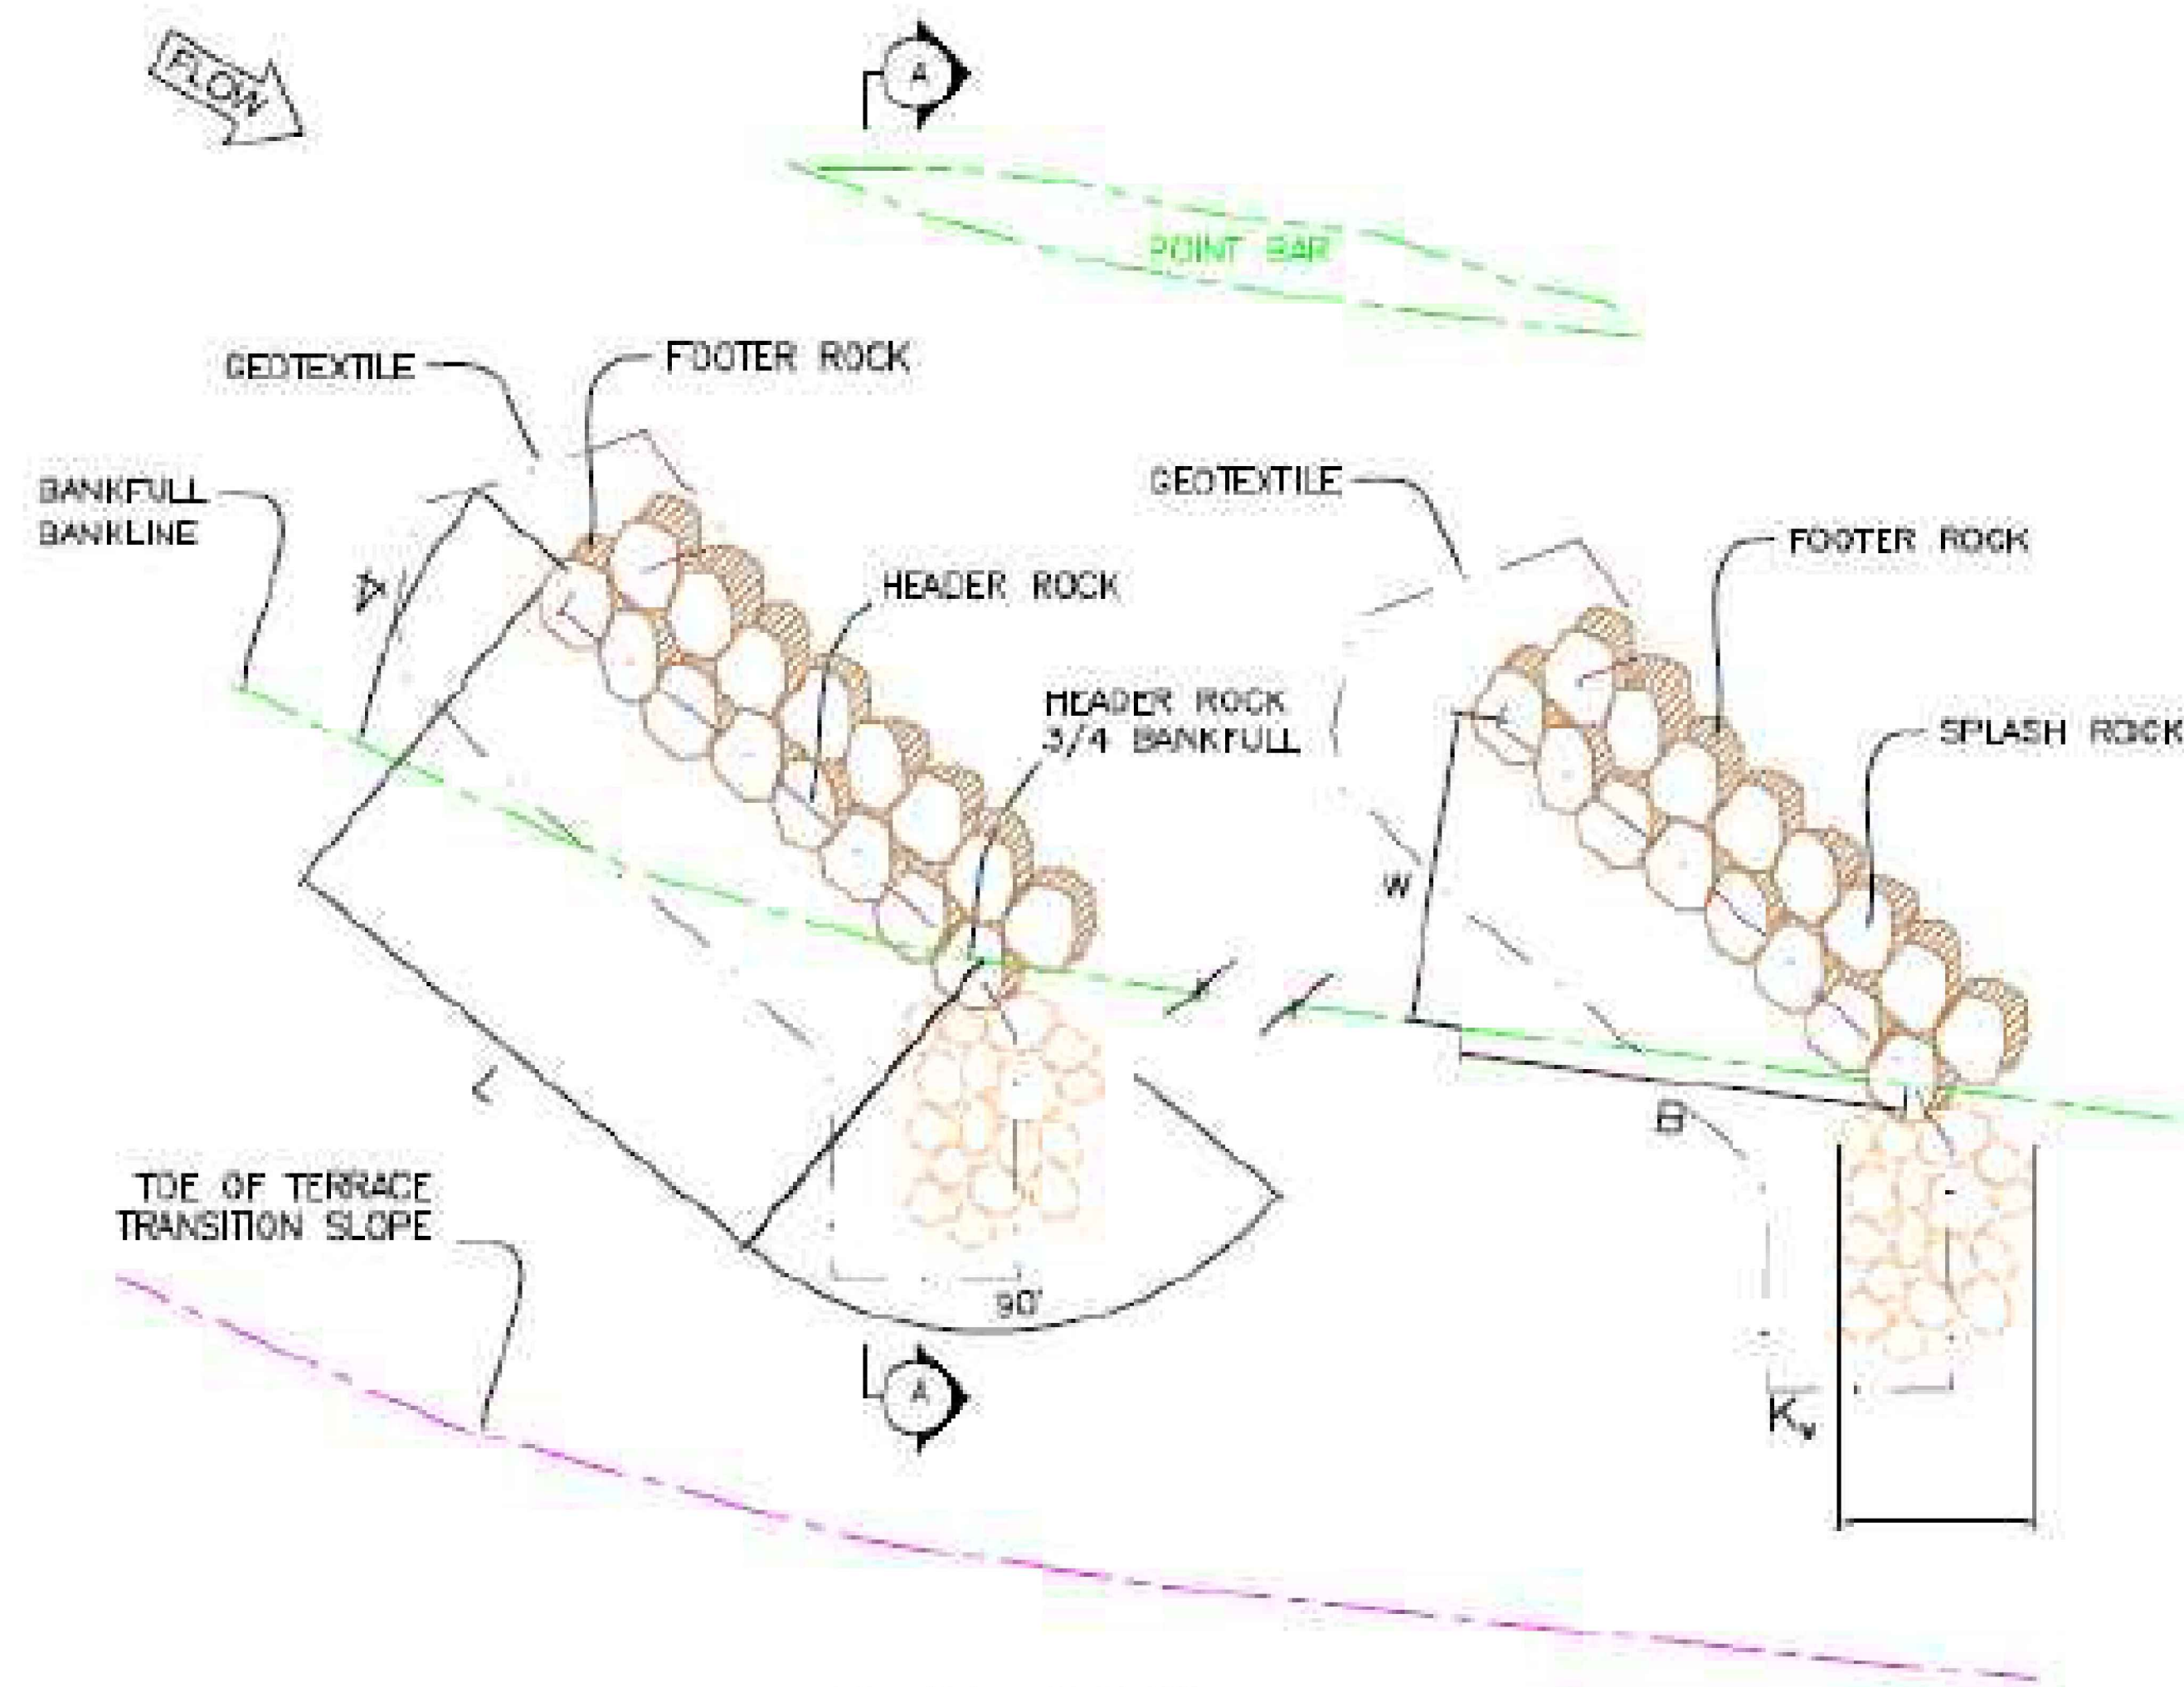 FLOW
A
POINT BAR
GEOTEXTILE
FOOTER ROCK
BANKFULL
BANKLINE
HEADER ROCK
GEOTEXTILE
FOOTER ROCK
HEADER ROCK
3/4 BANKFULL
SPLASH ROCK
W
L
B
TOE OF TERRACE
TRANSITION SLOPE
90°
A